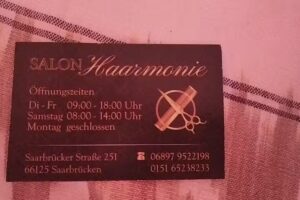 SALON Haarmonie
Öffnungszeiten
Di - Fr 09:00 - 18:00 Uhr
Samstag 08:00 - 14:00 Uhr
Montag geschlossen
Saarbrücker Straße 251
66125 Saarbrücken
06897 9522198
0151 65238233